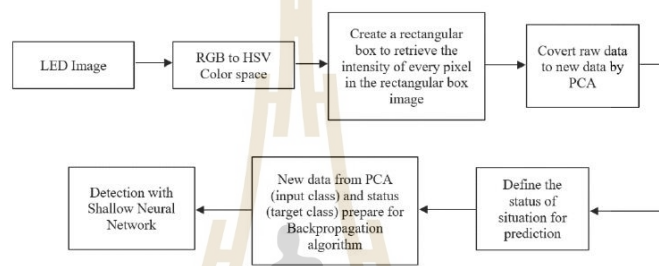 LED Image
RGB to HSV
Color space
Create a rectangular
box to retrieve the
intensity of every pixel
in the rectangular box
image
Covert raw data
to new data by
PCA
Define the
status of
situation for
prediction
New data from PCA
(input class) and status
(target class) prepare for
Backpropagation
algorithm
Detection with
Shallow Neural
Network